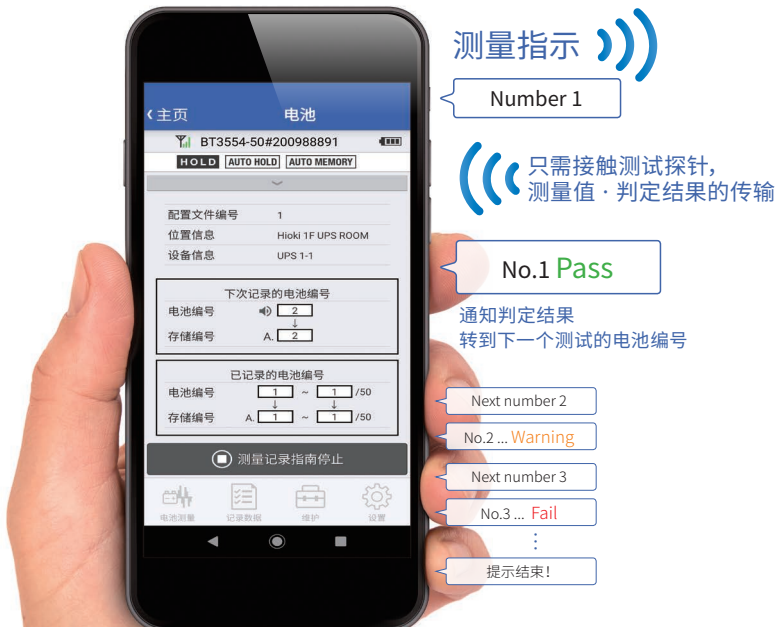 测量指示
Number 1
只需接触测试探针,
测量值·判定结果的传输
No.1 Pass
通知判定结果
转到下一个测试的电池编号
Next number 2
No.2 ... Warning
Next number 3
No.3 ... Fail
提示结束!
主页 电池
BT3554-50#200988891
HOLD AUTO HOLD AUTO MEMORY
配置文件编号 1
位置信息 Hioki 1F UPS ROOM
设备信息 UPS 1-1
下次记录的电池编号
电池编号 2
↓
存储编号 A. 2
已记录的电池编号
电池编号 1 ~ 1 /50
↓ ↓
存储编号 A. 1 ~ 1 /50
测量记录指南停止
电池测量 记录数据 维护 设置